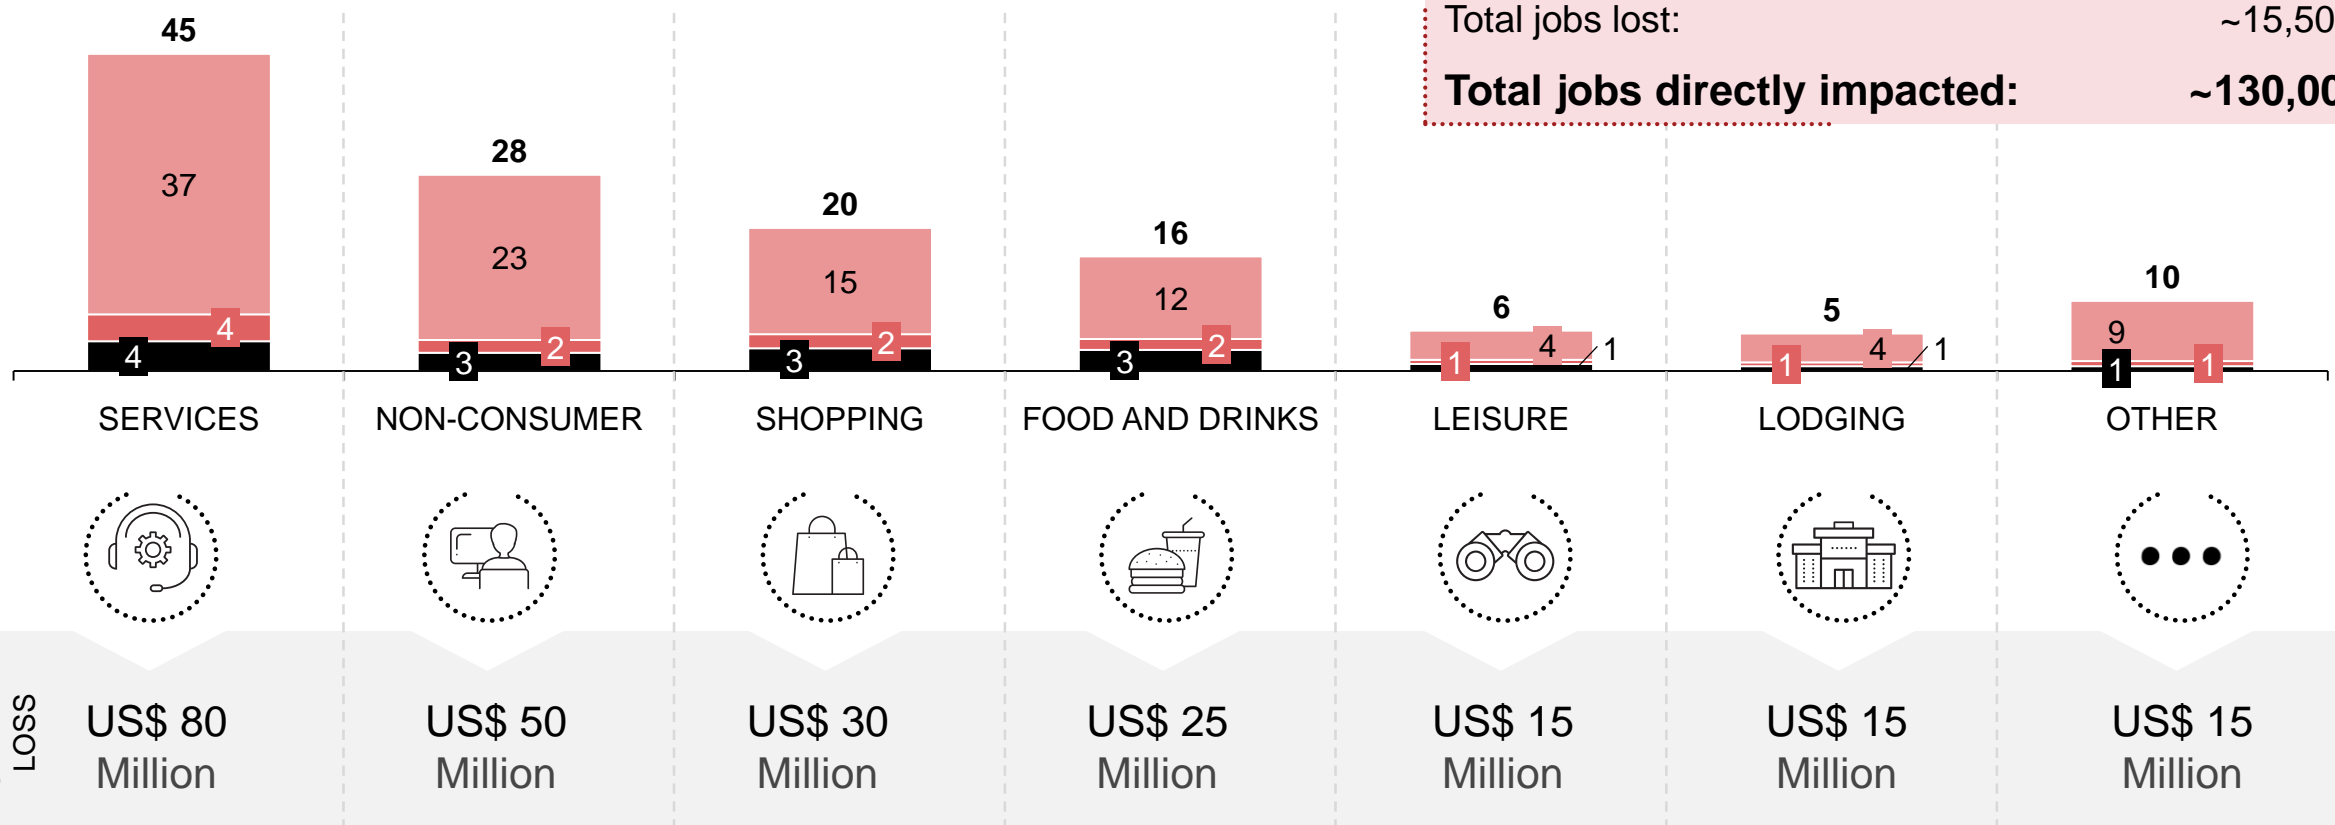 Total jobs lost: ~15,50
Total jobs directly impacted: ~130,00
45
37
4
4
28
23
2
3
20
15
2
3
16
12
2
3
6
4
1
1
5
4
1
1
10
9
1
1
SERVICES
NON-CONSUMER
SHOPPING
FOOD AND DRINKS
LEISURE
LODGING
OTHER
LOSS
US$ 80
Million
US$ 50
Million
US$ 30
Million
US$ 25
Million
US$ 15
Million
US$ 15
Million
US$ 15
Million